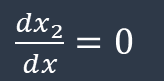 dx₂/dx = 0